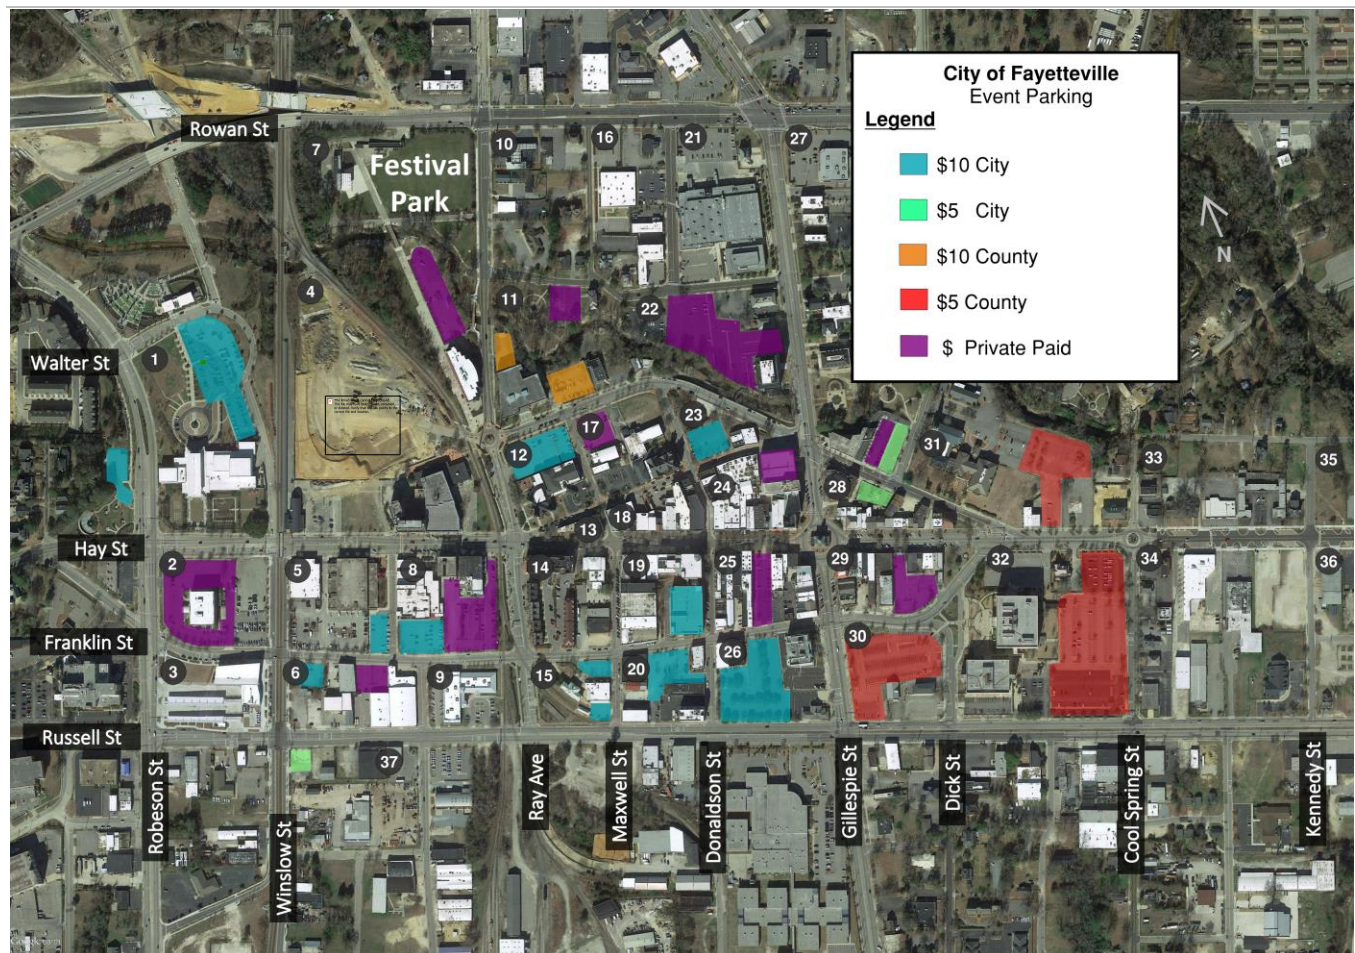 City of Fayetteville
Event Parking
Legend
$10 City
$5 City
$10 County
$5 County
$ Private Paid
N
Rowan St
Festival
Park
7
10
16
21
27
4
11
22
1
Walter St
17
23
12
31
33
35
24
28
18
13
Hay St
2
5
8
14
19
25
29
32
34
36
Franklin St
3
6
9
15
20
26
30
Russell St
37
Robeson St
Winslow St
Ray Ave
Maxwell St
Donaldson St
Gillespie St
Dick St
Cool Spring St
Kennedy St